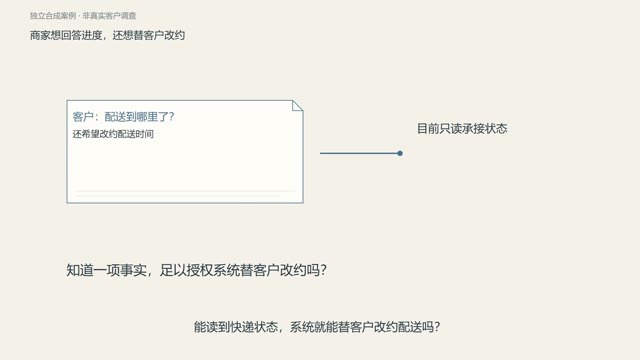 独立合成案例 · 非真实客户调查
商家想回答进度，还想替客户改约
客户：配送到哪里了？
还希望改约配送时间
目前只读承接状态
知道一项事实，足以授权系统替客户改约吗？
能读到快递状态，系统就能替客户改约配送吗？